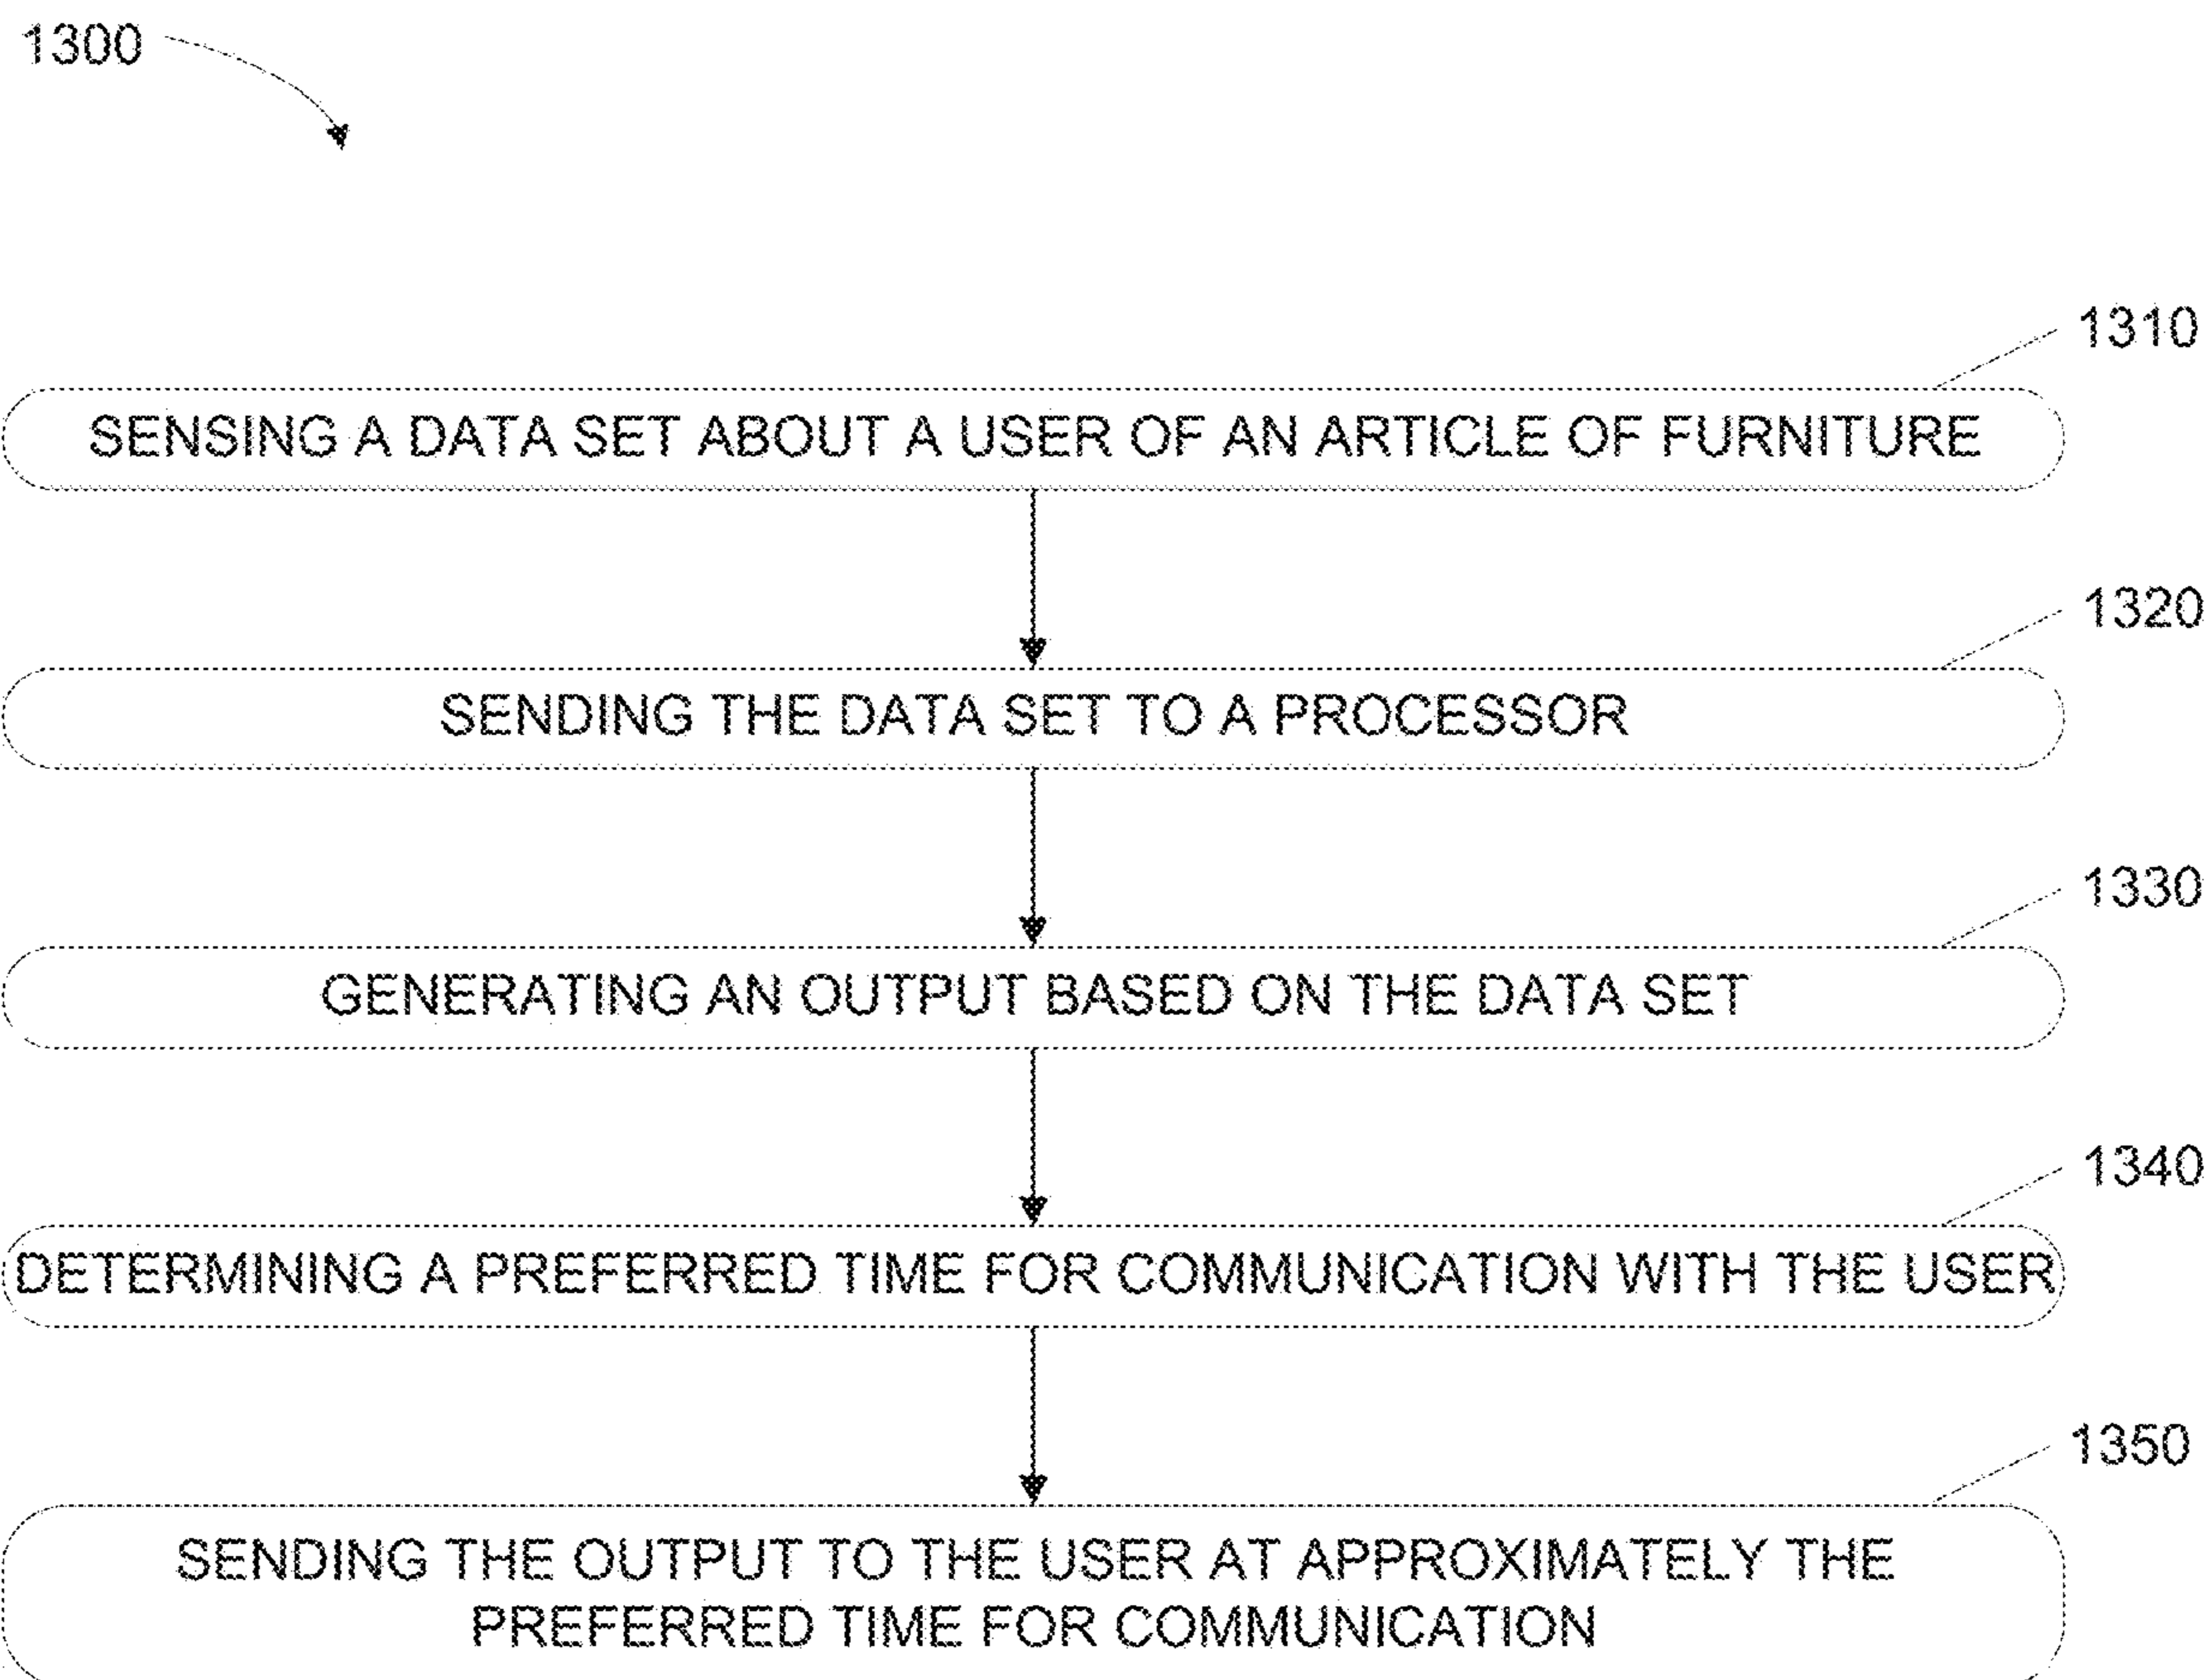 1300
1310
SENSING A DATA SET ABOUT A USER OF AN ARTICLE OF FURNITURE
1320
SENDING THE DATA SET TO A PROCESSOR
1330
GENERATING AN OUTPUT BASED ON THE DATA SET
1340
DETERMINING A PREFERRED TIME FOR COMMUNICATION WITH THE USER
1350
SENDING THE OUTPUT TO THE USER AT APPROXIMATELY THE
PREFERRED TIME FOR COMMUNICATION